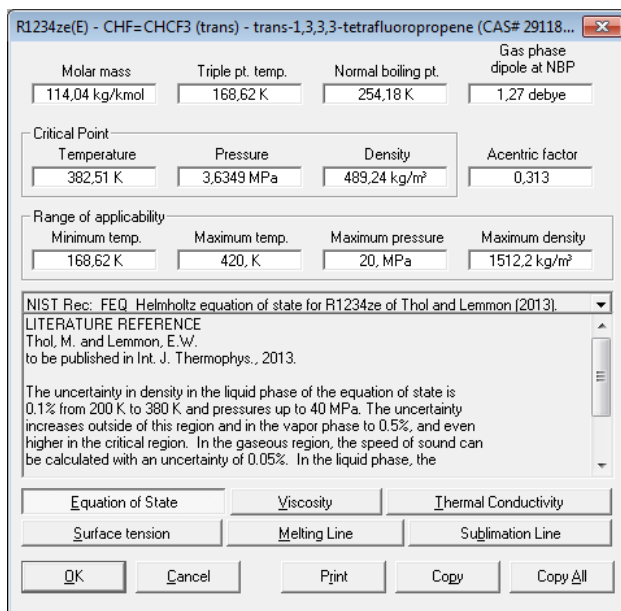 R1234ze(E) - CHF=CHCF3 (trans) - trans-1,3,3,3-tetrafluoropropene (CAS# 29118...
Molar mass
Triple pt. temp.
Normal boiling pt.
Gas phase
dipole at NBP
114,04 kg/kmol
168,62 K
254,18 K
1,27 debye
Critical Point
Temperature
Pressure
Density
Acentric factor
382,51 K
3,6349 MPa
489,24 kg/m³
0,313
Range of applicability
Minimum temp.
Maximum temp.
Maximum pressure
Maximum density
168,62 K
420, K
20, MPa
1512,2 kg/m³
NIST Rec: FEQ Helmholtz equation of state for R1234ze of Thol and Lemmon (2013).
LITERATURE REFERENCE
Thol, M. and Lemmon, E.W.
to be published in Int. J. Thermophys., 2013.
The uncertainty in density in the liquid phase of the equation of state is
0.1% from 200 K to 380 K and pressures up to 40 MPa. The uncertainty
increases outside of this region and in the vapor phase to 0.5%, and even
higher in the critical region. In the gaseous region, the speed of sound can
be calculated with an uncertainty of 0.05%. In the liquid phase, the
Equation of State
Viscosity
Thermal Conductivity
Surface tension
Melting Line
Sublimation Line
OK
Cancel
Print
Copy
Copy All